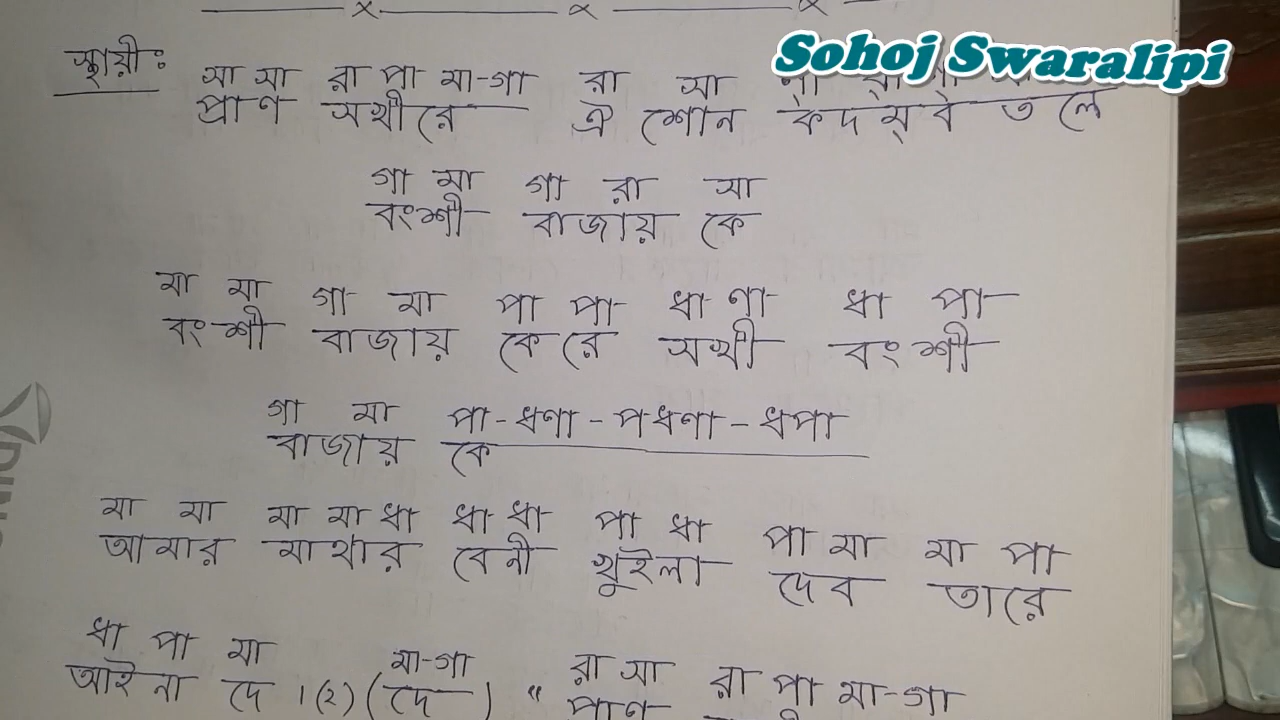 Sohoj Swaralipi
স্থায়ীঃ সা সা রা পা মা-গা রা সা
প্রাণ সখীরে ঐ শোন কদম্ব তলে
গা মা গা রা সা
বংশী বাজায় কে
মা মা গা মা পা পা ধা ণা ধা পা
বংশী বাজায় কেরে সখী বংশী
গা মা পা-ধণা-পধণা-ধপা
বাজায় কে
মা মা মা মা ধা ধা ধা পা ধা পা মা মা পা
আমার মাথার বেনী খুইলা দেব তারে
ধা পা মা মা-গা রা সা রা পা মা-গা
আইনা দে ।(২) (দে) " প্রাণ